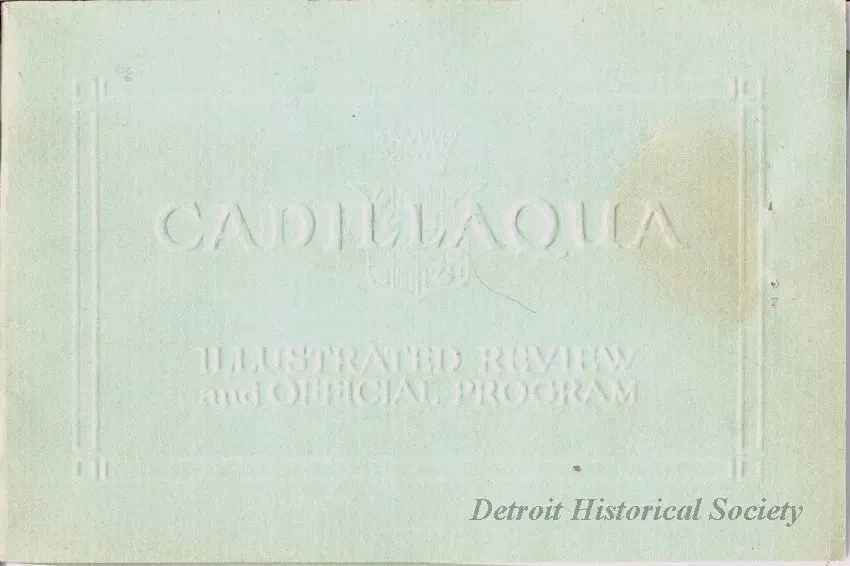 CADILLAQUA
ILLUSTRATED REVIEW
and OFFICIAL PROGRAM
Detroit Historical Society